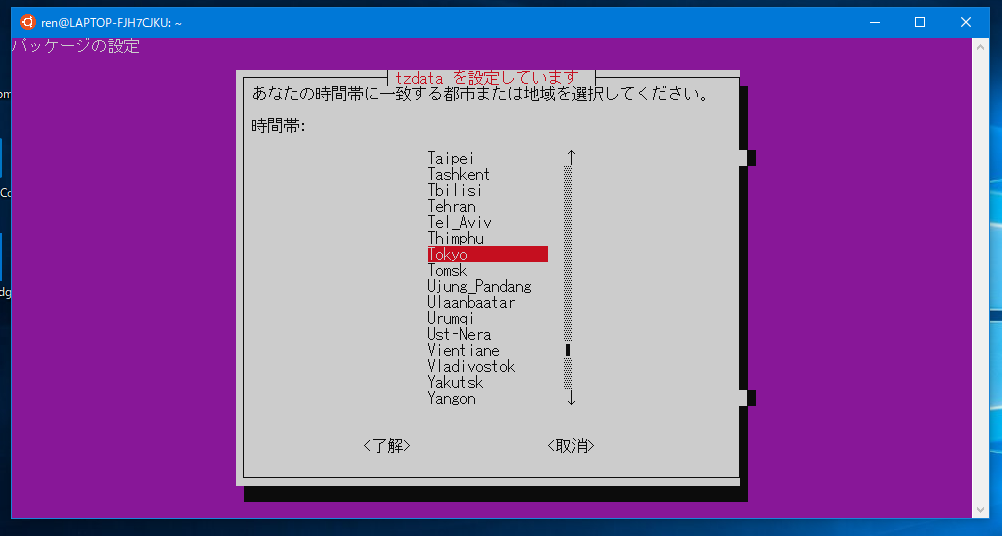 ren@LAPTOP-FJH7CJKU: ~
パッケージの設定
tzdata を設定しています
あなたの時間帯に一致する都市または地域を選択してください。
時間帯:
Taipei ↑
Tashkent
Tbilisi
Tehran
Tel_Aviv
Thimphu
Tokyo
Tomsk
Ujung_Pandang
Ulaanbaatar
Urumqi
Ust-Nera
Vientiane
Vladivostok
Yakutsk
Yangon ↓
<了解> <取消>